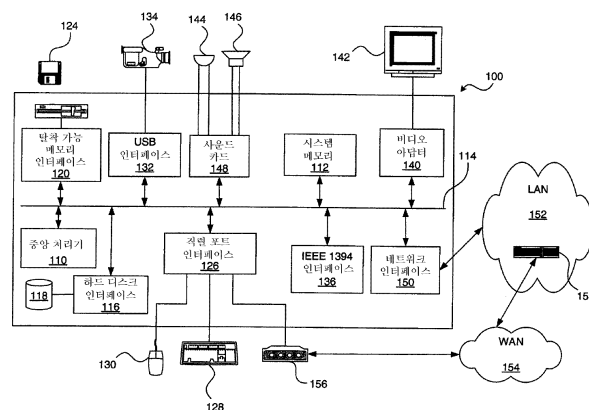 124
134
144
146
142
100
탈착 가능
메모리
인터페이스
120
USB
인터페이스
132
사운드
카드
148
시스템
메모리
112
비디오
아답터
140
114
LAN
152
중앙 처리기
110
직렬 포트
인터페이스
126
IEEE 1394
인터페이스
136
네트워크
인터페이스
150
15
118
하드 디스크
인터페이스
116
WAN
154
130
128
156